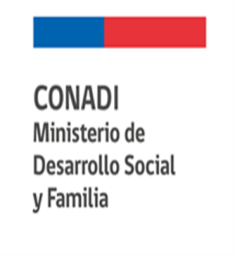 CONADI
Ministerio de
Desarrollo Social
y Familia